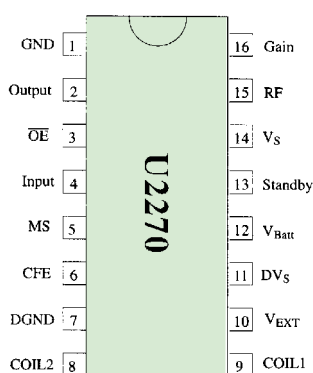 GND 1 16 Gain
Output 2 15 RF
OE 3 14 VS
Input 4 13 Standby
U2270
MS 5 12 VBatt
CFE 6 11 DVS
DGND 7 10 VEXT
COIL2 8 9 COIL1